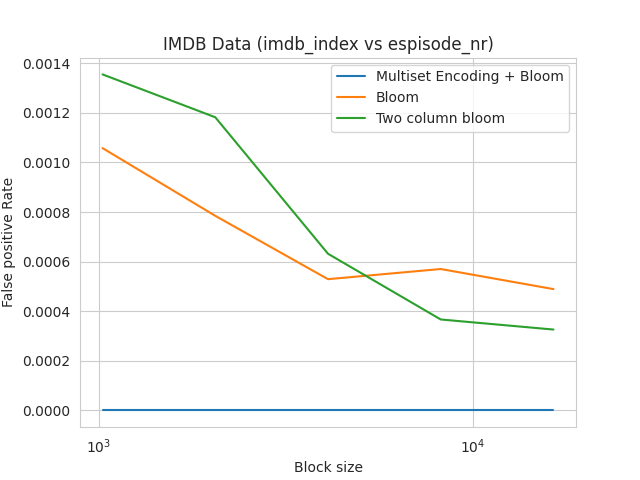 IMDB Data (imdb_index vs espisode_nr)
Multiset Encoding + Bloom
Bloom
Two column bloom
False positive Rate
0.0014
0.0012
0.0010
0.0008
0.0006
0.0004
0.0002
0.0000
10³
10⁴
Block size